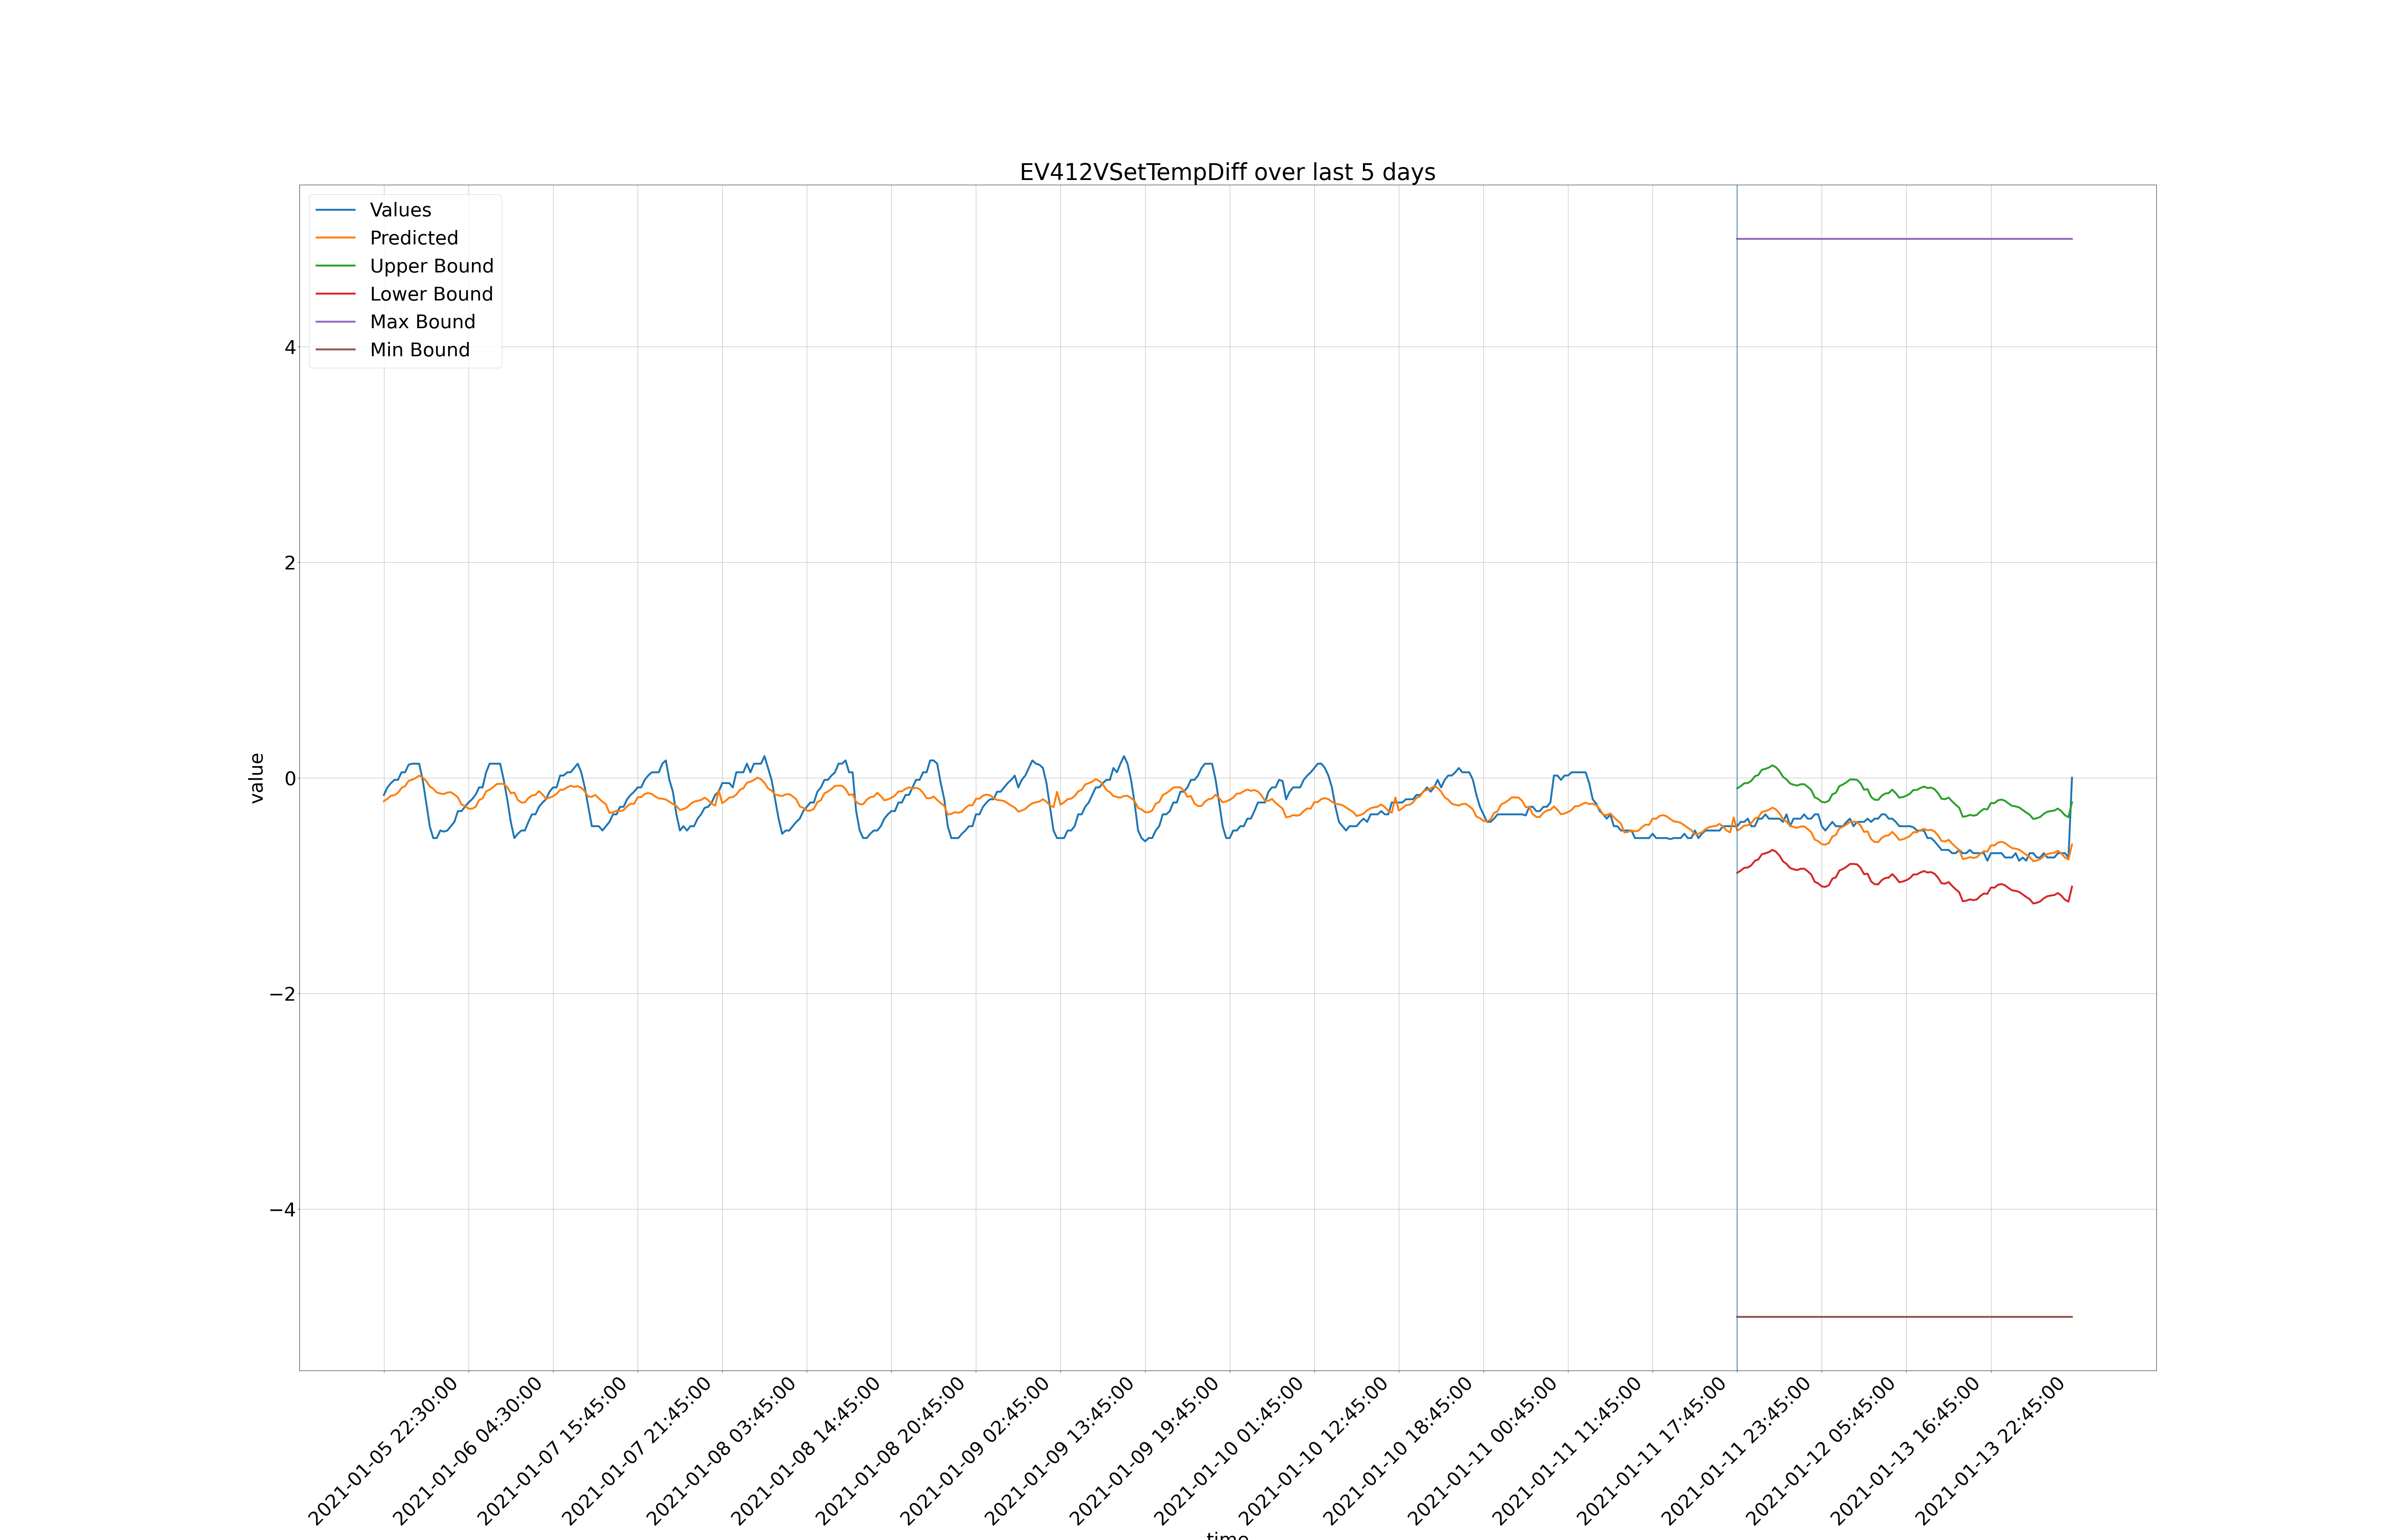 EV412VSetTempDiff over last 5 days
Values
Predicted
Upper Bound
Lower Bound
Max Bound
Min Bound
4
2
0
−2
−4
value
2021-01-05 22:30:00
2021-01-06 04:30:00
2021-01-07 15:45:00
2021-01-07 21:45:00
2021-01-08 03:45:00
2021-01-08 14:45:00
2021-01-08 20:45:00
2021-01-09 02:45:00
2021-01-09 13:45:00
2021-01-09 19:45:00
2021-01-10 01:45:00
2021-01-10 12:45:00
2021-01-10 18:45:00
2021-01-11 00:45:00
2021-01-11 11:45:00
2021-01-11 17:45:00
2021-01-11 23:45:00
2021-01-12 05:45:00
2021-01-13 16:45:00
2021-01-13 22:45:00
time